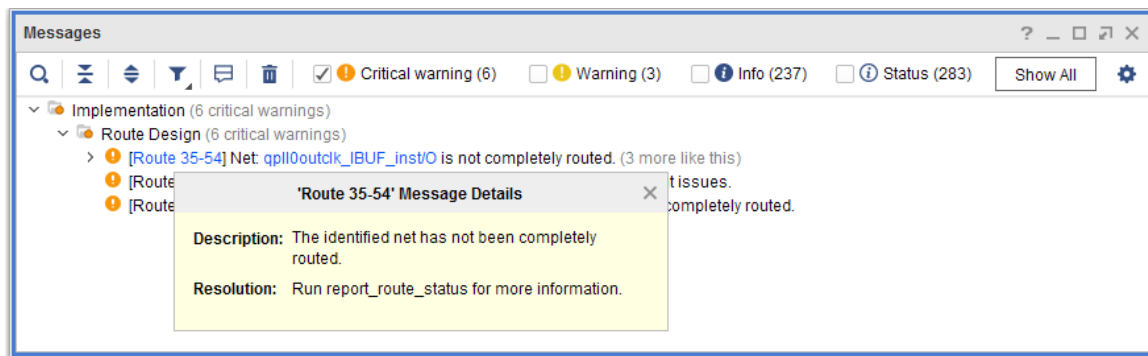 Messages
Critical warning (6) Warning (3) Info (237) Status (283) Show All
Implementation (6 critical warnings)
Route Design (6 critical warnings)
[Route 35-54] Net: qpll0outclk_IBUF_inst/O is not completely routed. (3 more like this)
[Route t issues.
[Route completely routed.
'Route 35-54' Message Details
Description: The identified net has not been completely
routed.
Resolution: Run report_route_status for more information.